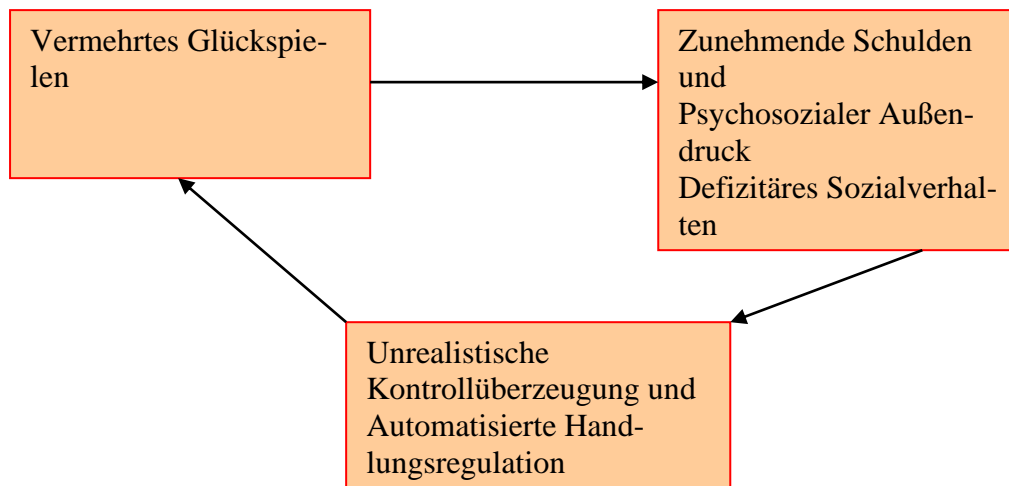 Vermehrtes Glückspie-
len
Zunehmende Schulden
und
Psychosozialer Außen-
druck
Defizitäres Sozialverhal-
ten
Unrealistische
Kontrollüberzeugung und
Automatisierte Hand-
lungsregulation